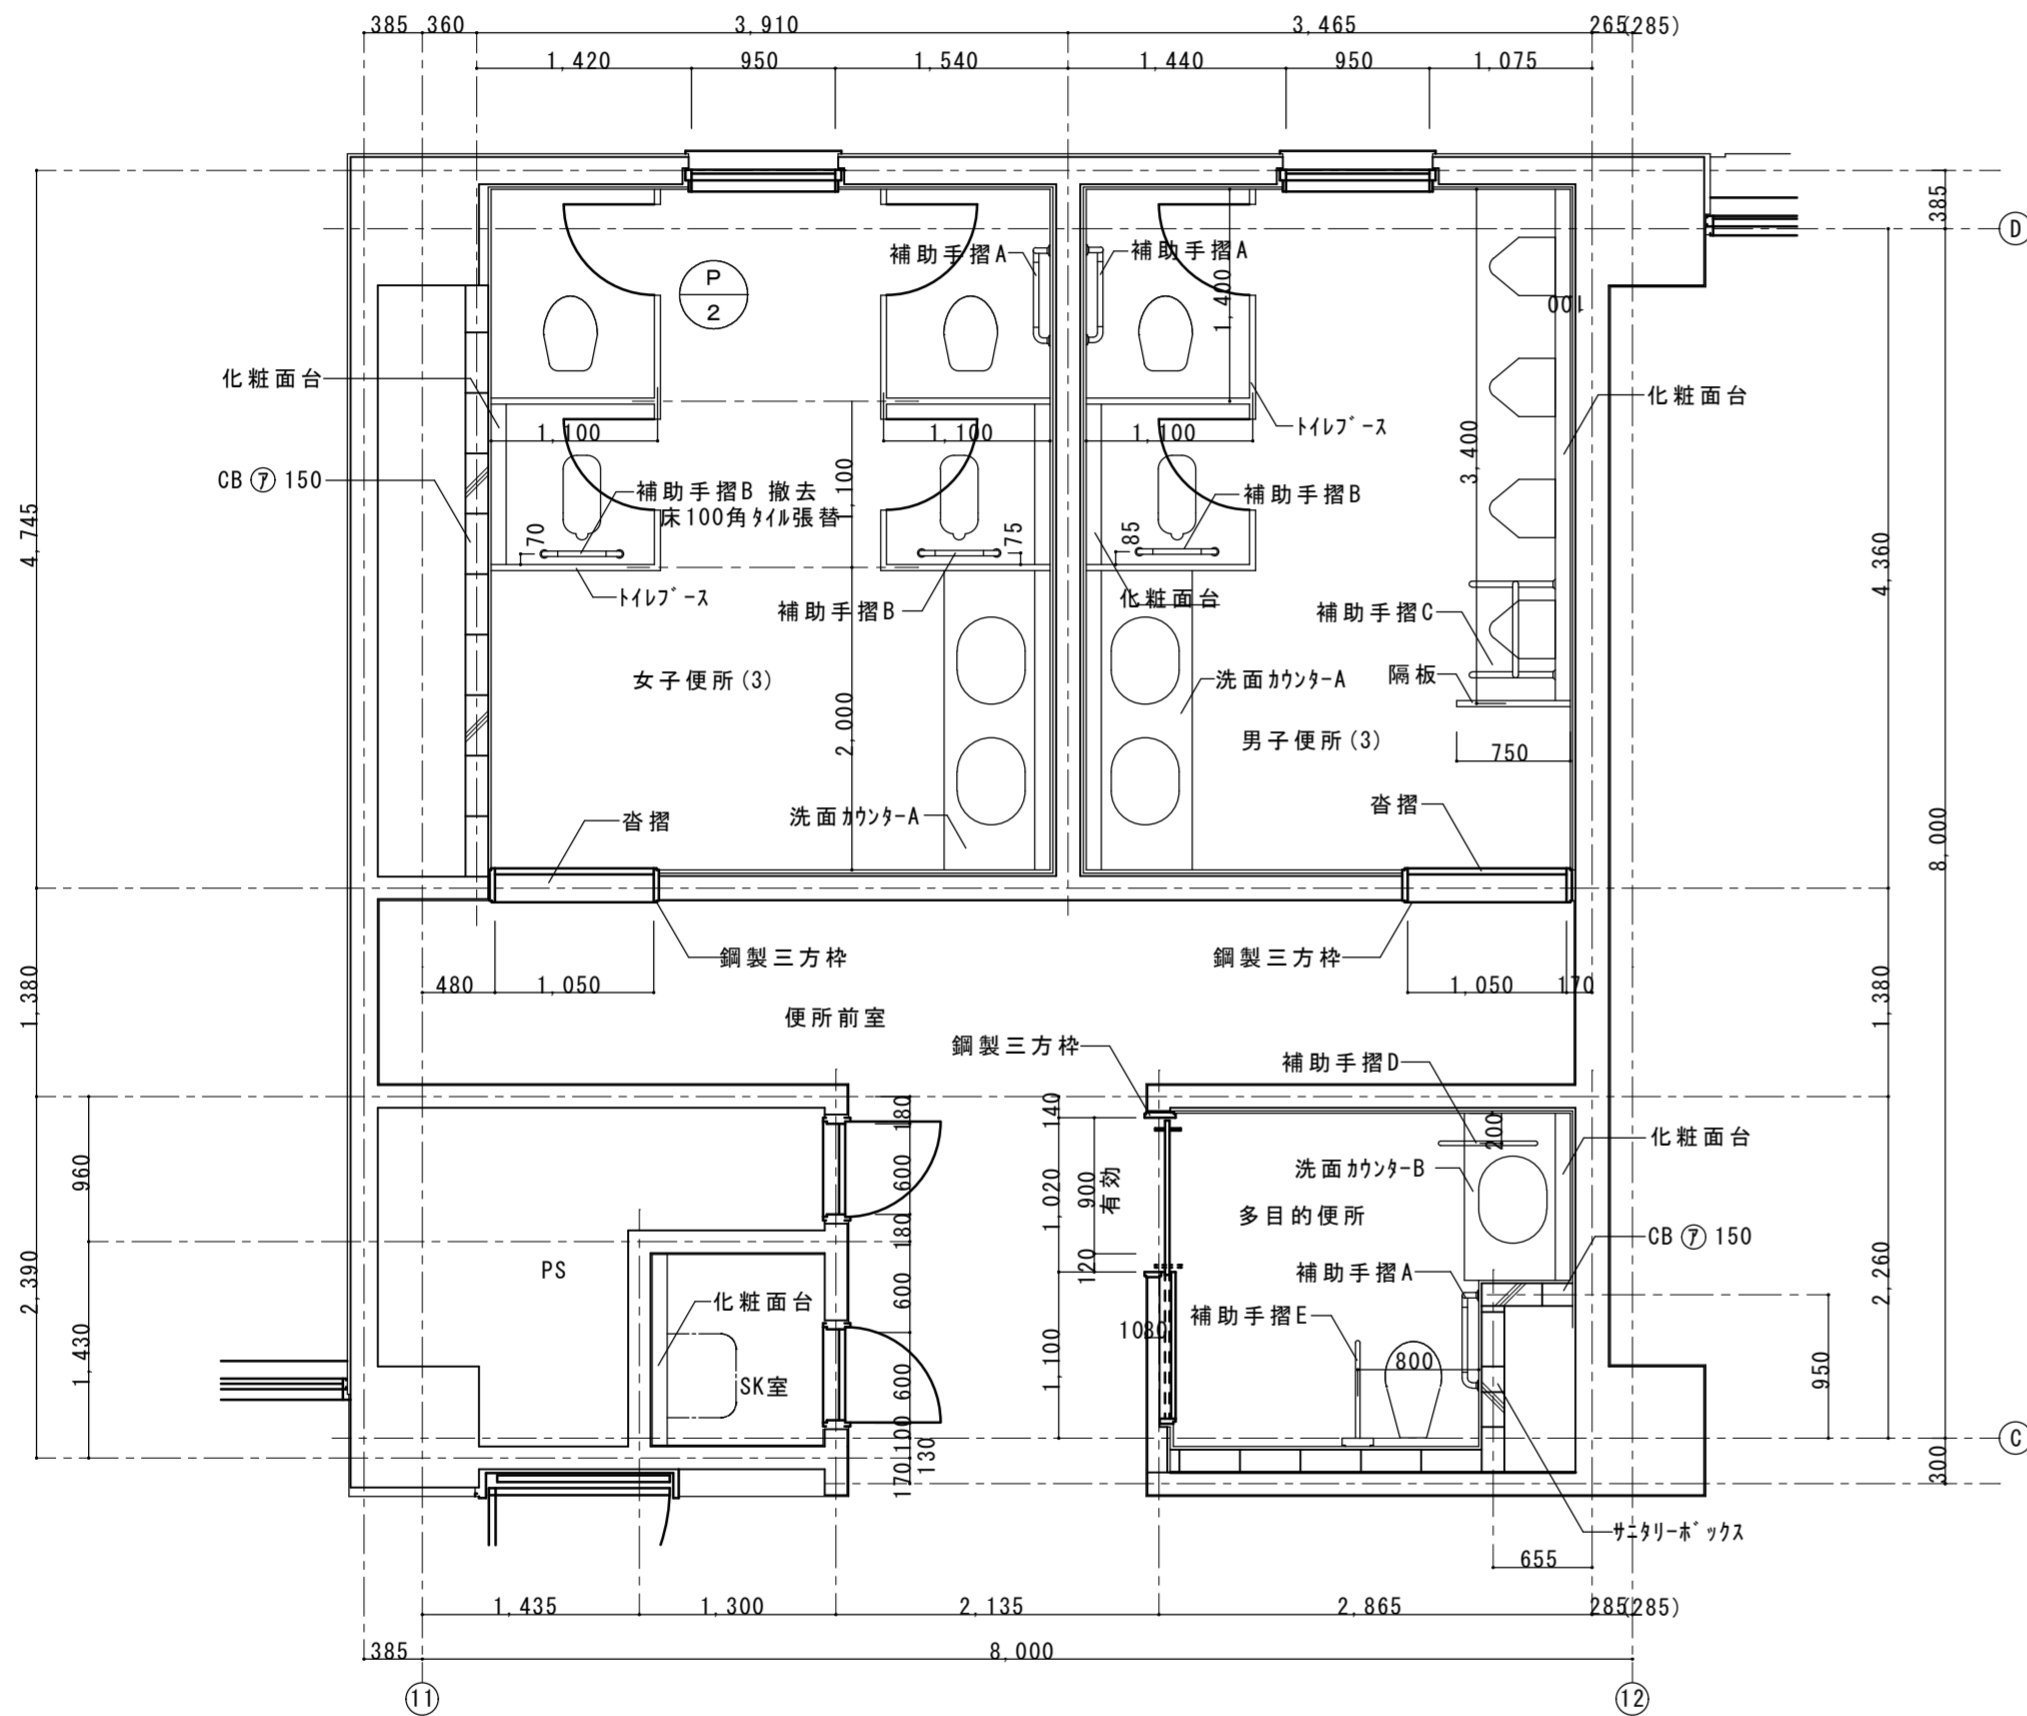 385 360 3,910 3,465 265(285)
1,420 950 1,540 1,440 950 1,075
385
D
補助手摺A
補助手摺A
P
2
1,400
100
化粧面台
化粧面台
1,100
1,100
1,100
トイレブース
3,400
CB ㋐ 150
補助手摺B 撤去
床100角タイル張替
1,100
補助手摺B
4,745
70
75
85
4,360
トイレブース
補助手摺B
化粧面台
補助手摺C
女子便所(3)
洗面カウンターA
隔板
2,000
男子便所(3)
750
沓摺
洗面カウンターA
沓摺
8,000
鋼製三方枠
鋼製三方枠
480 1,050
1,050 170
1,380
便所前室
1,380
鋼製三方枠
補助手摺D
180
140
200
化粧面台
960
600
1,020
900
有効
洗面カウンターB
多目的便所
180
CB ㋐ 150
2,390
PS
120
補助手摺A
600
2,260
化粧面台
補助手摺E
1080
1,430
1,100
800
950
SK室
600
100
130
170
C
300
サニタリーボックス
655
1,435 1,300 2,135 2,865 285(285)
385 8,000
11
12